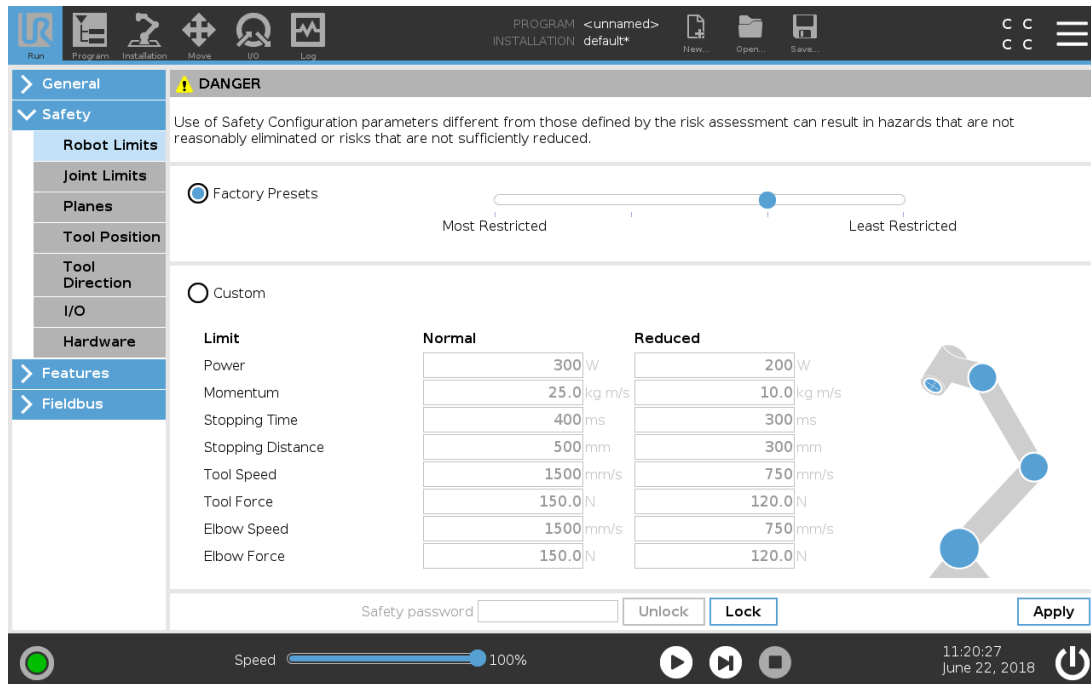 UR
PROGRAM <unnamed>
INSTALLATION default*
Run
Program
Installation
Move
I/O
Log
New...
Open...
Save...
C C
C C
General
Safety
Robot Limits
Joint Limits
Planes
Tool Position
Tool
Direction
I/O
Hardware
Features
Fieldbus
! DANGER
Use of Safety Configuration parameters different from those defined by the risk assessment can result in hazards that are not
reasonably eliminated or risks that are not sufficiently reduced.
Factory Presets
Most Restricted
Least Restricted
Custom
Limit Normal Reduced
Power 300 W 200 W
Momentum 25.0 kg m/s 10.0 kg m/s
Stopping Time 400 ms 300 ms
Stopping Distance 500 mm 300 mm
Tool Speed 1500 mm/s 750 mm/s
Tool Force 150.0 N 120.0 N
Elbow Speed 1500 mm/s 750 mm/s
Elbow Force 150.0 N 120.0 N
Safety password Unlock Lock Apply
Speed 100%
11:20:27
June 22, 2018